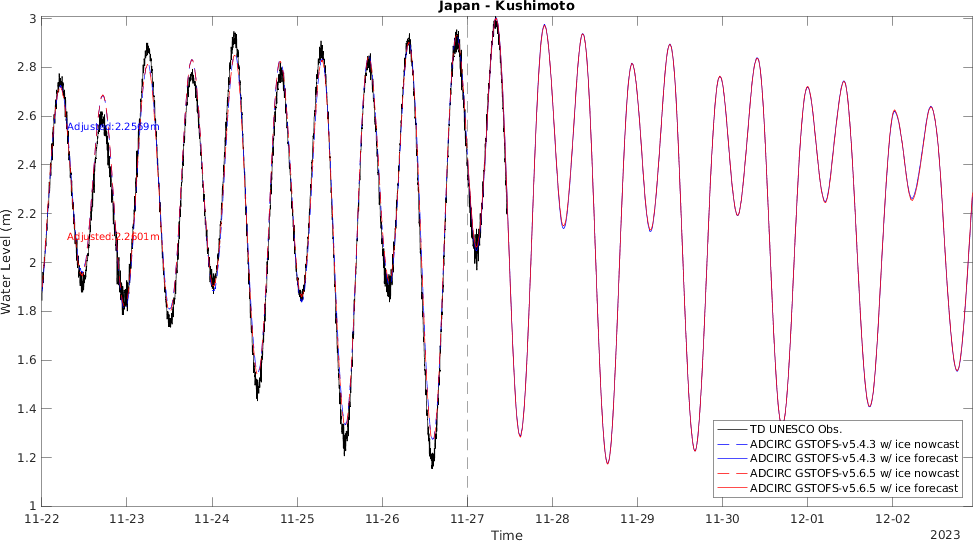 Japan - Kushimoto
3
2.8
2.6
2.4
2.2
2
1.8
1.6
1.4
1.2
1
Water Level (m)
Adjusted:2.2569m
Adjusted:2.2601m
TD UNESCO Obs.
ADCIRC GSTOFS-v5.4.3 w/ ice nowcast
ADCIRC GSTOFS-v5.4.3 w/ ice forecast
ADCIRC GSTOFS-v5.6.5 w/ ice nowcast
ADCIRC GSTOFS-v5.6.5 w/ ice forecast
11-22 11-23 11-24 11-25 11-26 11-27 11-28 11-29 11-30 12-01 12-02
Time
2023